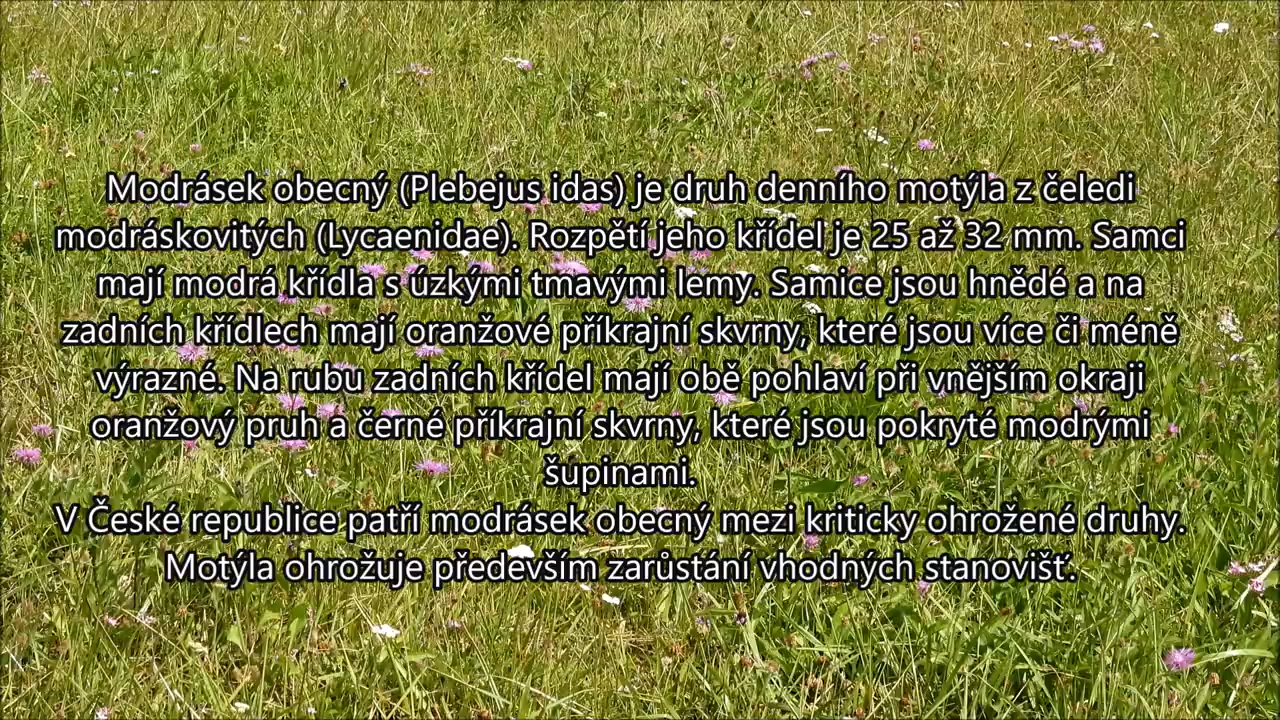 Modrásek obecný (Plebejus idas) je druh denního motýla z čeledi
modráskovitých (Lycaenidae). Rozpětí jeho křídel je 25 až 32 mm. Samci
mají modrá křídla s úzkými tmavými lemy. Samice jsou hnědé a na
zadních křídlech mají oranžové příkrajní skvrny, které jsou více či méně
výrazné. Na rubu zadních křídel mají obě pohlaví při vnějším okraji
oranžový pruh a černé příkrajní skvrny, které jsou pokryté modrými
šupinami.
V České republice patří modrásek obecný mezi kriticky ohrožené druhy.
Motýla ohrožuje především zarůstání vhodných stanovišť.